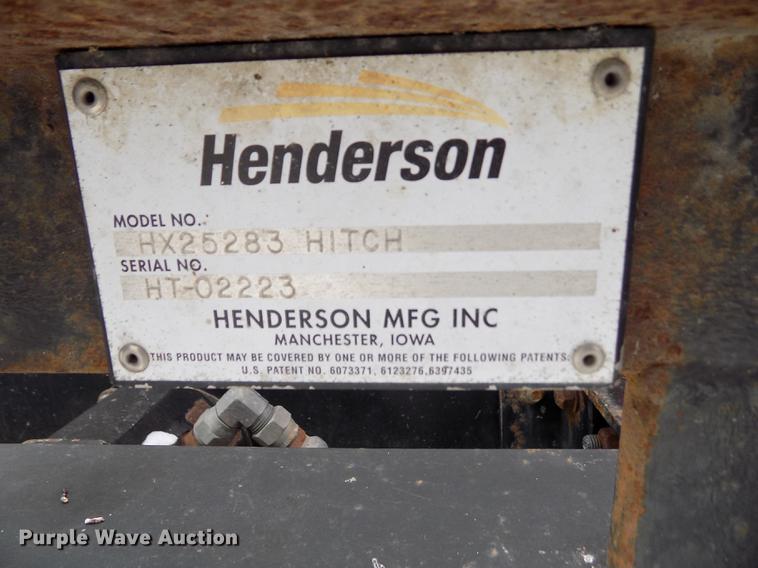 Henderson
MODEL NO.
HX25283 HITCH
SERIAL NO.
HT-02223
HENDERSON MFG INC
MANCHESTER, IOWA
THIS PRODUCT MAY BE COVERED BY ONE OR MORE OF THE FOLLOWING PATENTS.
U.S. PATENT NO. 6073371, 6123276,6397435
Purple Wave Auction